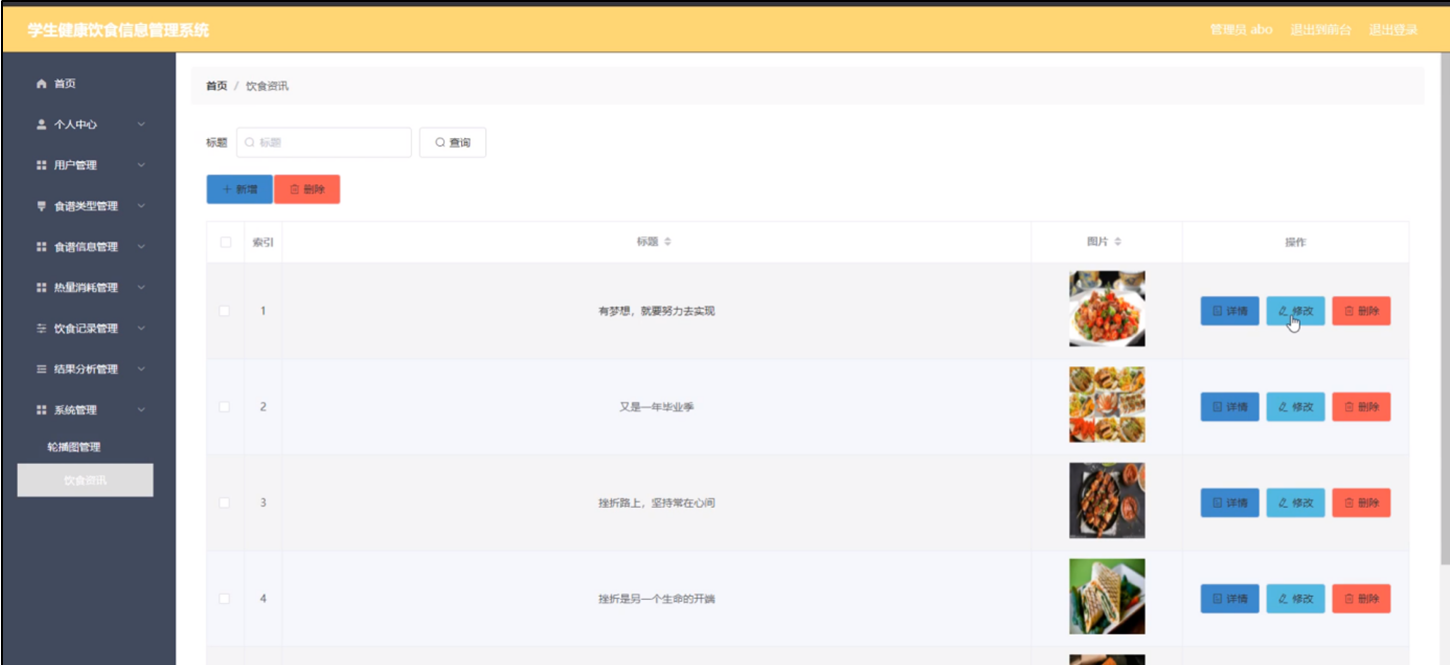 学生健康饮食信息管理系统
管理员 abo 退出到前台 退出登录
首页
个人中心
用户管理
食谱类型管理
食谱信息管理
热量消耗管理
饮食记录管理
结果分析管理
系统管理
轮播图管理
饮食资讯
首页 / 饮食资讯
标题 标题 查询
新增 删除
索引 标题 图片 操作
1 有梦想，就要努力去实现 详情 修改 删除
2 又是一年毕业季 详情 修改 删除
3 挫折路上，坚持常在心间 详情 修改 删除
4 挫折是另一个生命的开端 详情 修改 删除